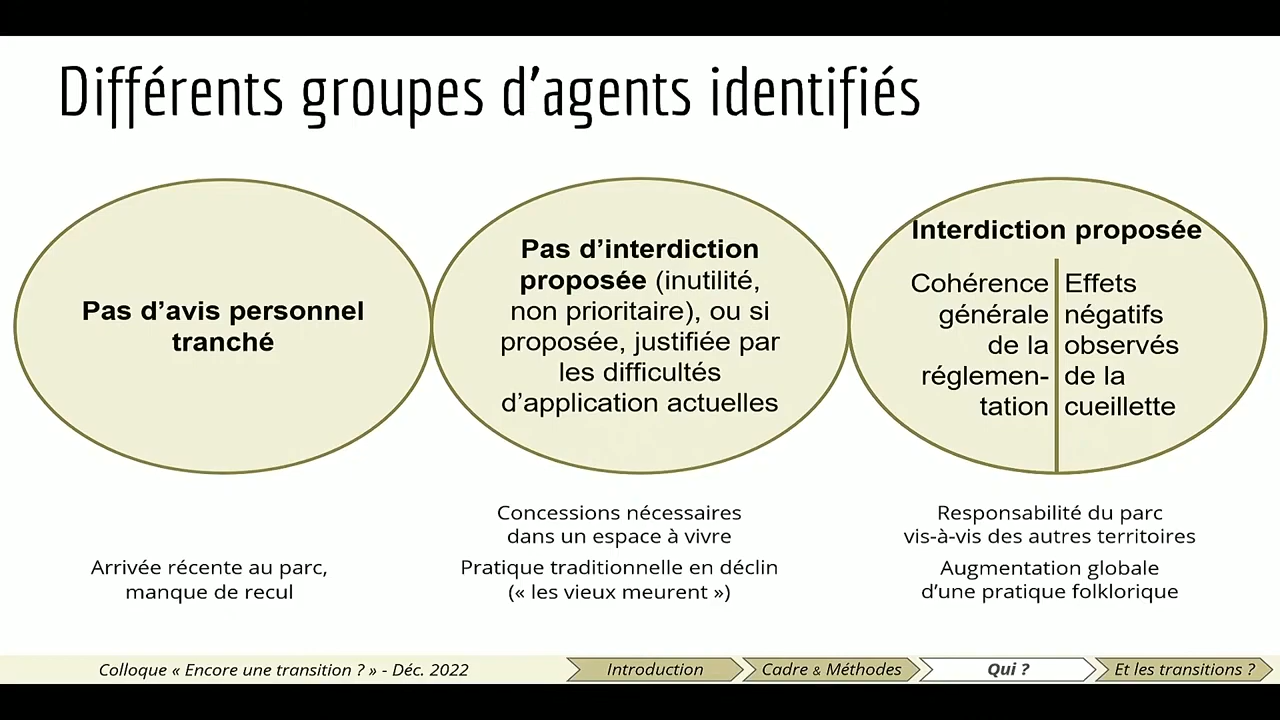 Différents groupes d’agents identifiés
Pas d’avis personnel
tranché
Pas d’interdiction
proposée (inutilité,
non prioritaire), ou si
proposée, justifiée par
les difficultés
d’application actuelles
Interdiction proposée
Cohérence
générale
de la
réglemen-
tation
Effets
négatifs
observés
de la
cueillette
Arrivée récente au parc,
manque de recul
Concessions nécessaires
dans un espace à vivre
Pratique traditionnelle en déclin
(« les vieux meurent »)
Responsabilité du parc
vis-à-vis des autres territoires
Augmentation globale
d’une pratique folklorique
Colloque « Encore une transition ? » - Déc. 2022
Introduction
Cadre & Méthodes
Qui ?
Et les transitions ?